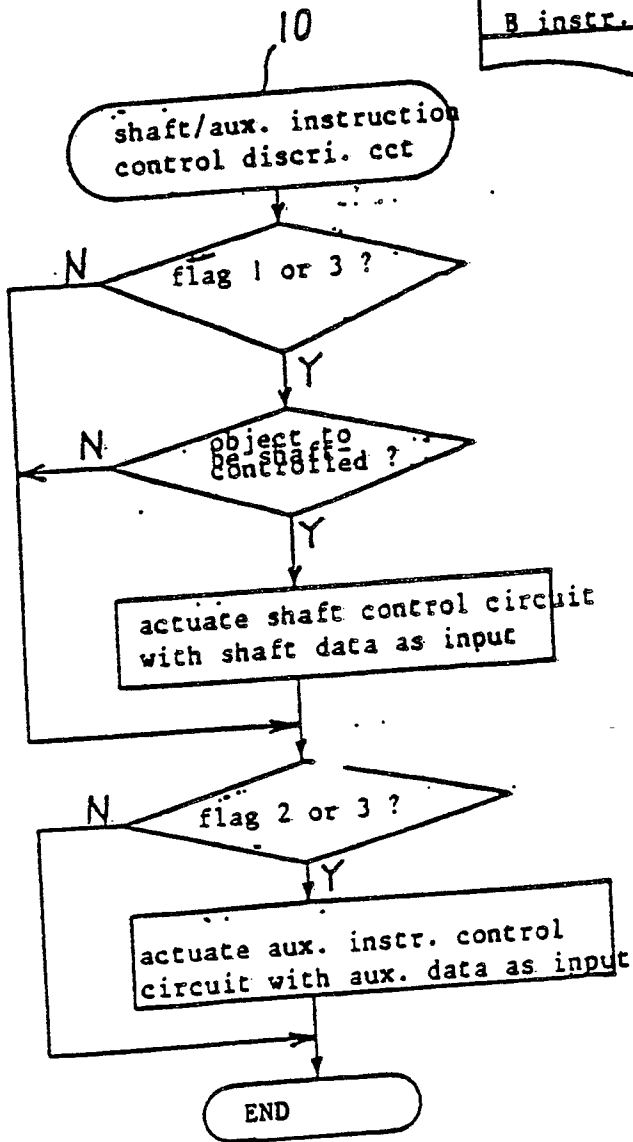 10
B instr.
shaft/aux. instruction
control discri. cct
N
flag 1 or 3 ?
Y
N
object to
be shaft-
controlled ?
Y
actuate shaft control circuit
with shaft data as input
N
flag 2 or 3 ?
Y
actuate aux. instr. control
circuit with aux. data as input
END